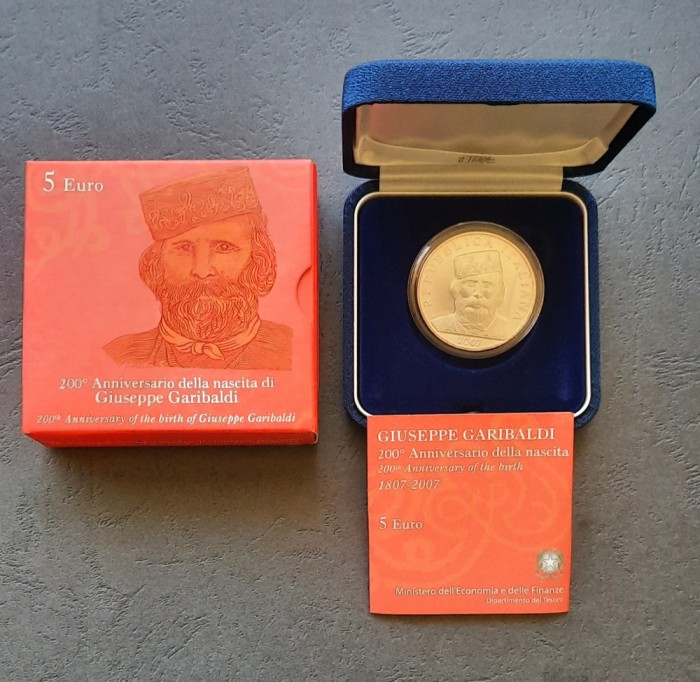 5 Euro
200° Anniversario della nascita di
Giuseppe Garibaldi
200th Anniversary of the birth of Giuseppe Garibaldi
REPUBBLICA ITALIANA
2007
GIUSEPPE GARIBALDI
200° Anniversario della nascita
200th Anniversary of the birth
1807-2007
5 Euro
Ministero dell'Economia e delle Finanze
Dipartimento del Tesoro